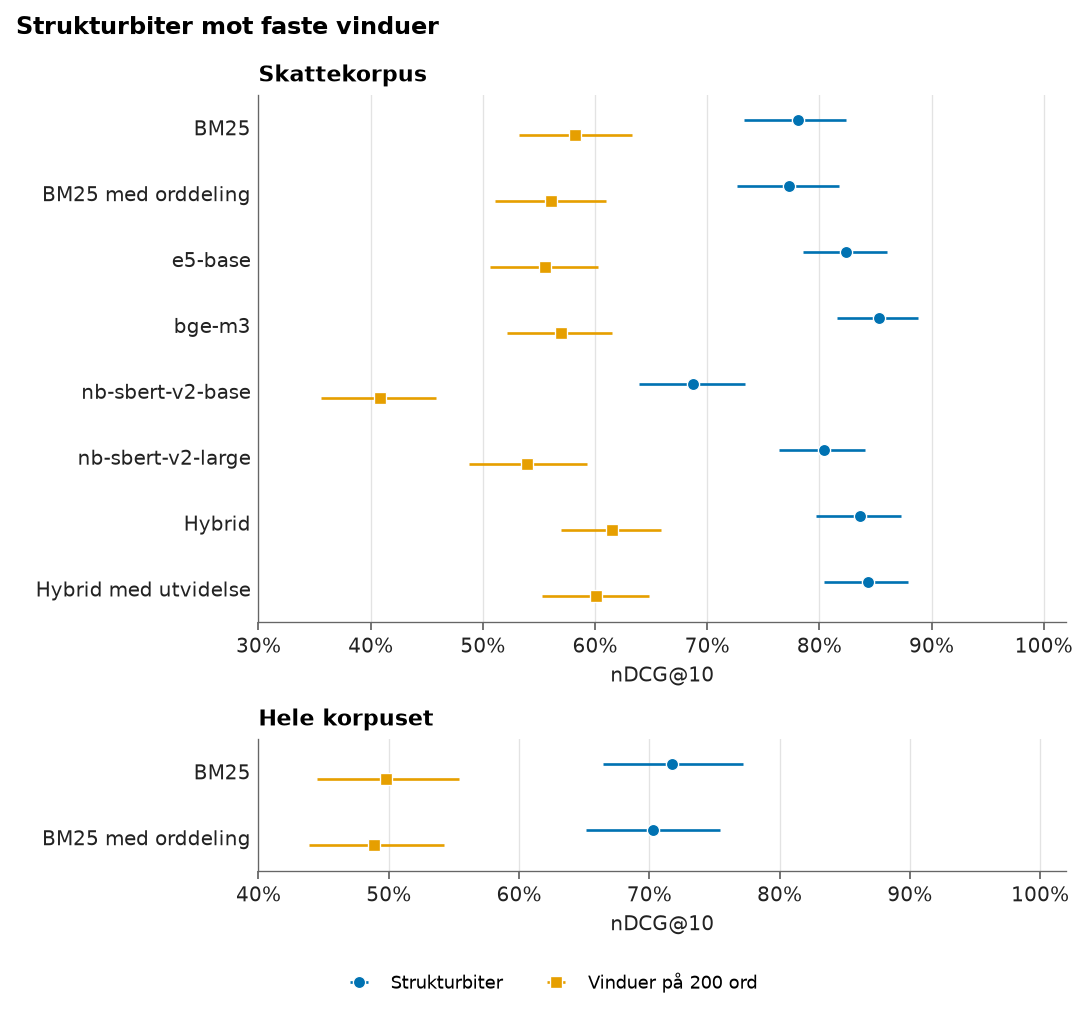 Strukturbiter mot faste vinduer
Skattekorpus
BM25
BM25 med orddeling
e5-base
bge-m3
nb-sbert-v2-base
nb-sbert-v2-large
Hybrid
Hybrid med utvidelse
30% 40% 50% 60% 70% 80% 90% 100%
nDCG@10
Hele korpuset
BM25
BM25 med orddeling
40% 50% 60% 70% 80% 90% 100%
nDCG@10
Strukturbiter Vinduer på 200 ord